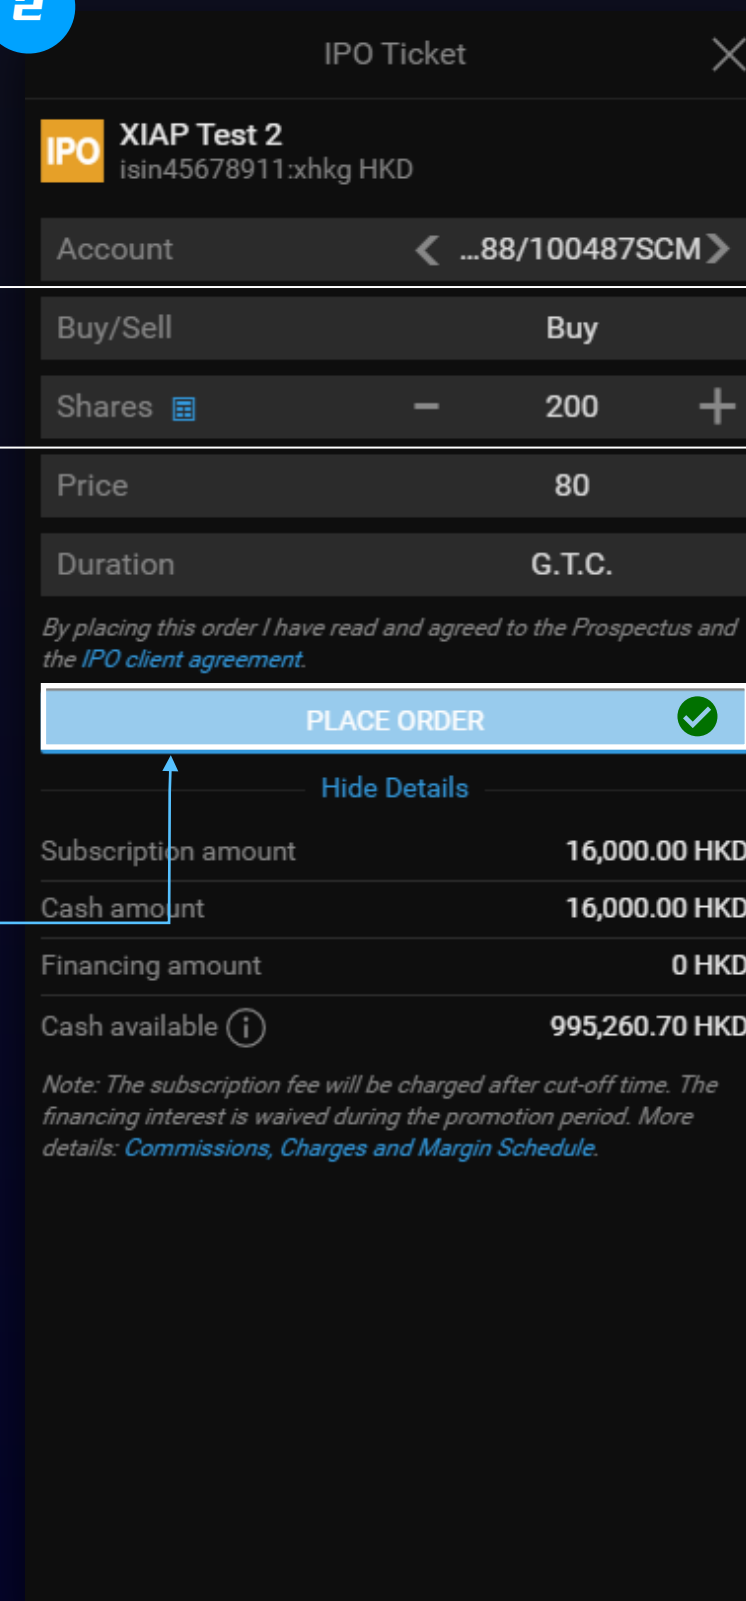 2
IPO Ticket
IPO
XIAP Test 2
isin45678911:xhkg HKD
Account ...88/100487SCM
Buy/Sell Buy
Shares 200
Price 80
Duration G.T.C.
By placing this order I have read and agreed to the Prospectus and
the IPO client agreement.
PLACE ORDER
Hide Details
Subscription amount 16,000.00 HKD
Cash amount 16,000.00 HKD
Financing amount 0 HKD
Cash available 995,260.70 HKD
Note: The subscription fee will be charged after cut-off time. The
financing interest is waived during the promotion period. More
details: Commissions, Charges and Margin Schedule.